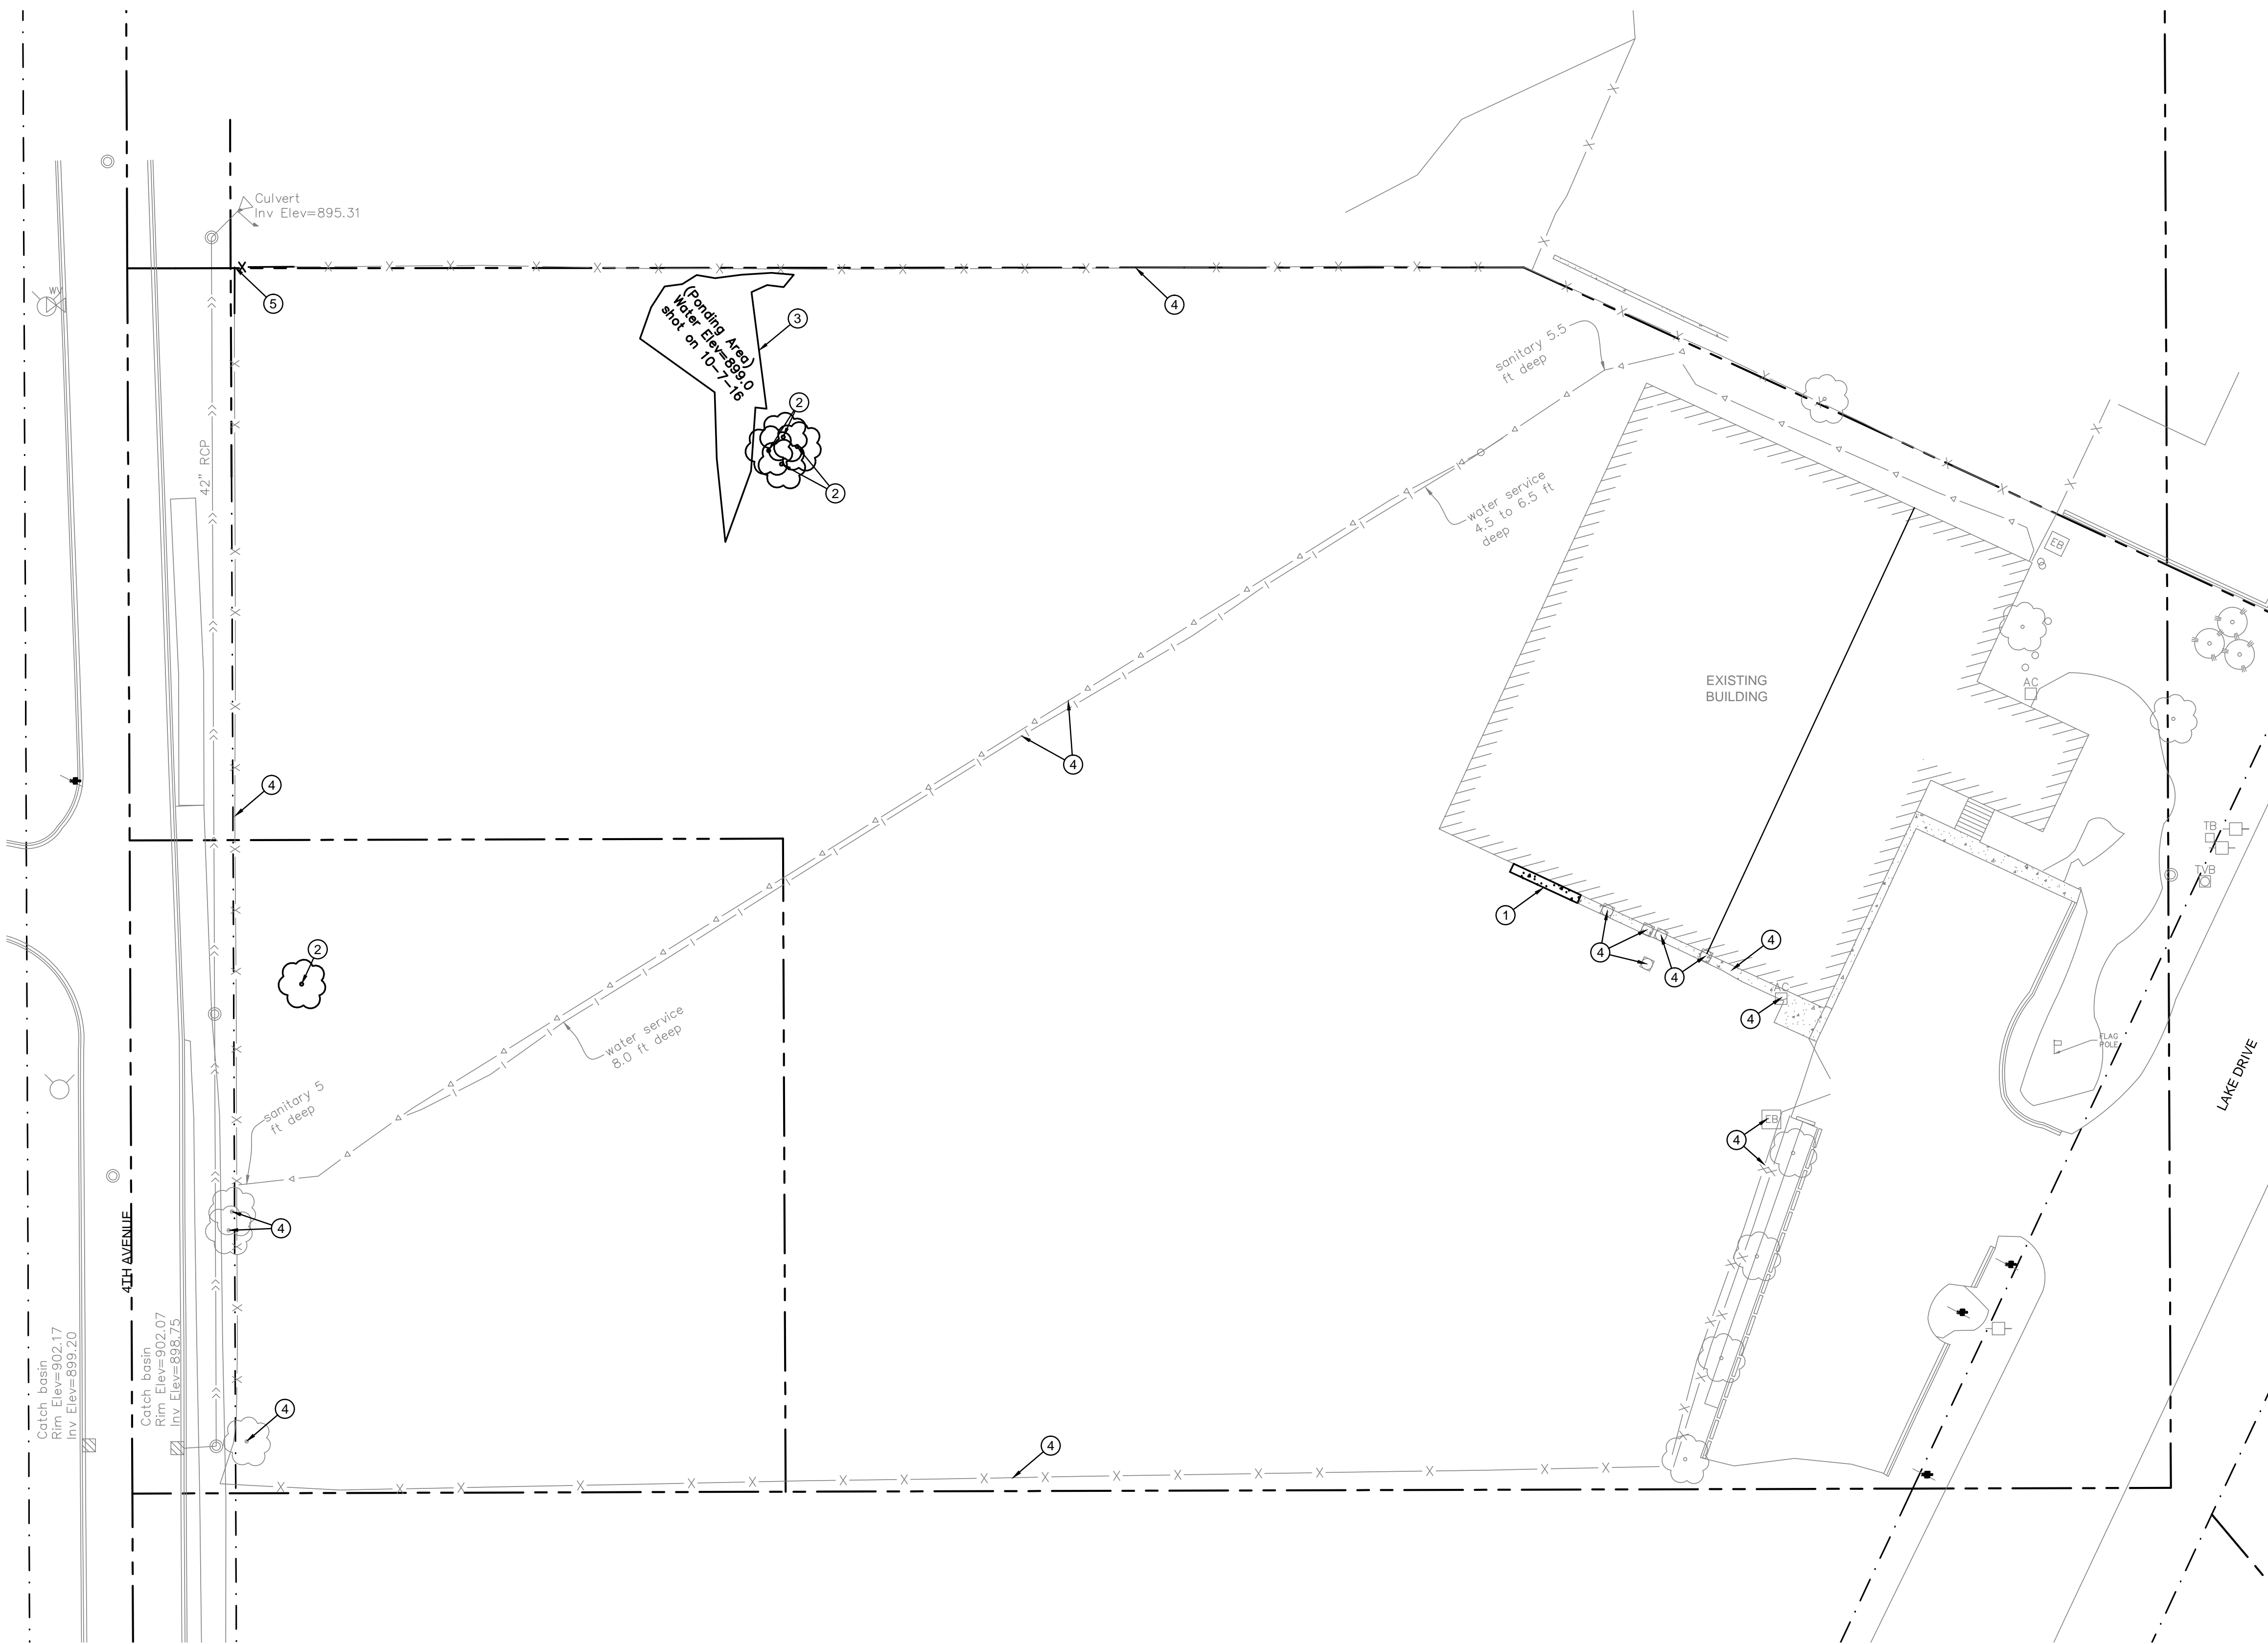 Culvert
Inv Elev=895.31
WV
5
4
(Ponding Area)
Water Elev=899.0
shot on 10-7-16
3
sanitary 5.5
ft deep
2
2
42" RCP
water service
4.5 to 6.5 ft
deep
EB
EXISTING
BUILDING
AC
4
4
TB
TVB
1
2
4
4
4
AC
4
water service
8.0 ft deep
FLAG
POLE
LAKE DRIVE
sanitary 5
ft deep
EB
4
4
4TH AVENUE
Catch basin
Rim Elev=902.17
Inv Elev=899.20
Catch basin
Rim Elev=902.07
Inv Elev=898.75
4
4